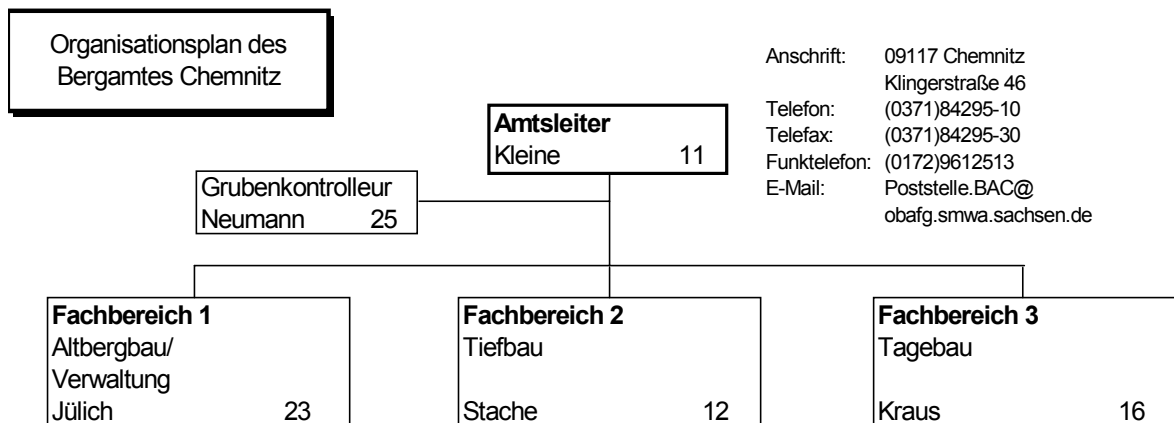 Organisationsplan des
Bergamtes Chemnitz
Anschrift: 09117 Chemnitz
Klingerstraße 46
Telefon: (0371)84295-10
Telefax: (0371)84295-30
Funktelefon: (0172)9612513
E-Mail: Poststelle.BAC@
obafg.smwa.sachsen.de
Amtsleiter
Kleine 11
Grubenkontrolleur
Neumann 25
Fachbereich 1
Altbergbau/
Verwaltung
Jülich 23
Fachbereich 2
Tiefbau
Stache 12
Fachbereich 3
Tagebau
Kraus 16